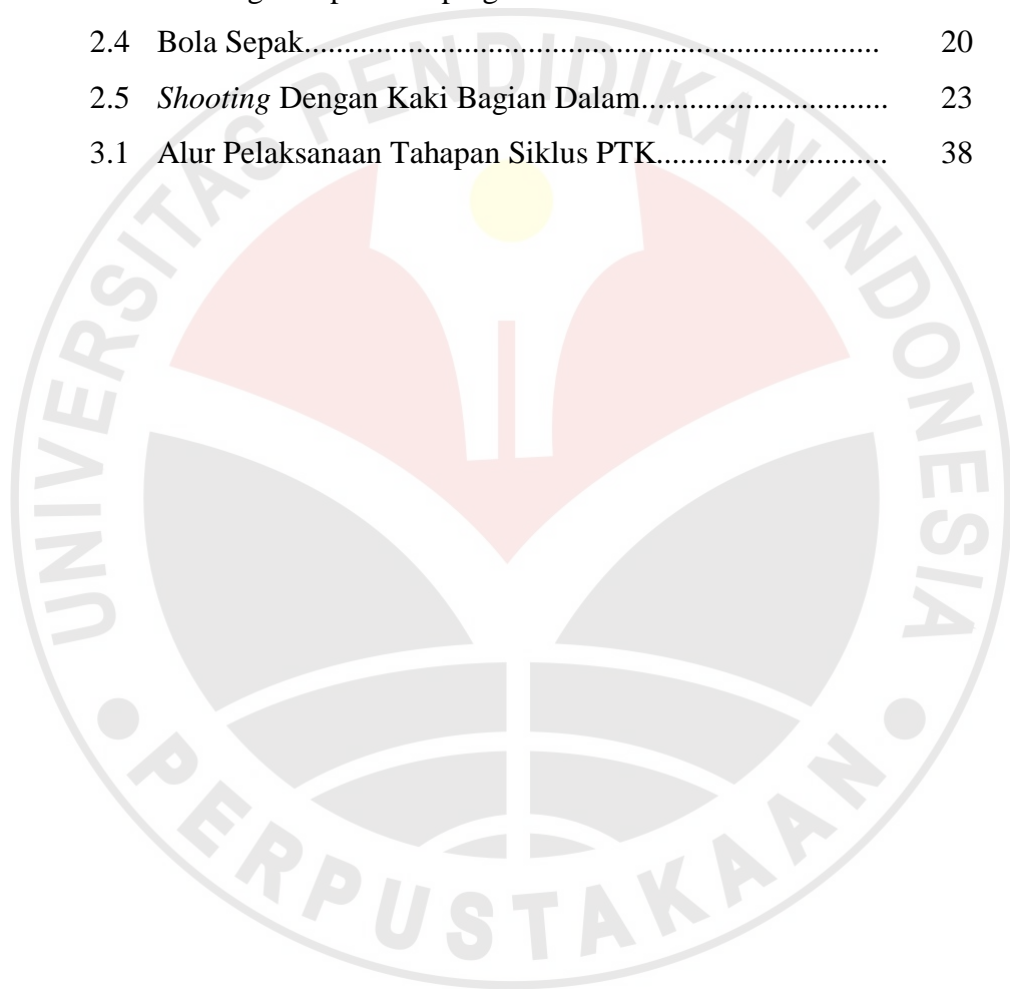 2.4 Bola Sepak...................................................................... 20
2.5 Shooting Dengan Kaki Bagian Dalam.............................. 23
3.1 Alur Pelaksanaan Tahapan Siklus PTK............................ 38
UNIVERSITAS PENDIDIKAN INDONESIA
PERPUSTAKAAN